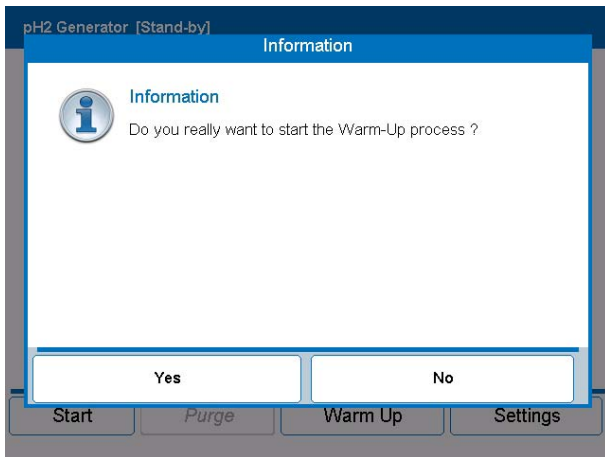 pH2 Generator [Stand-by]
Information
Information
Do you really want to start the Warm-Up process ?
Yes
No
Start
Purge
Warm Up
Settings